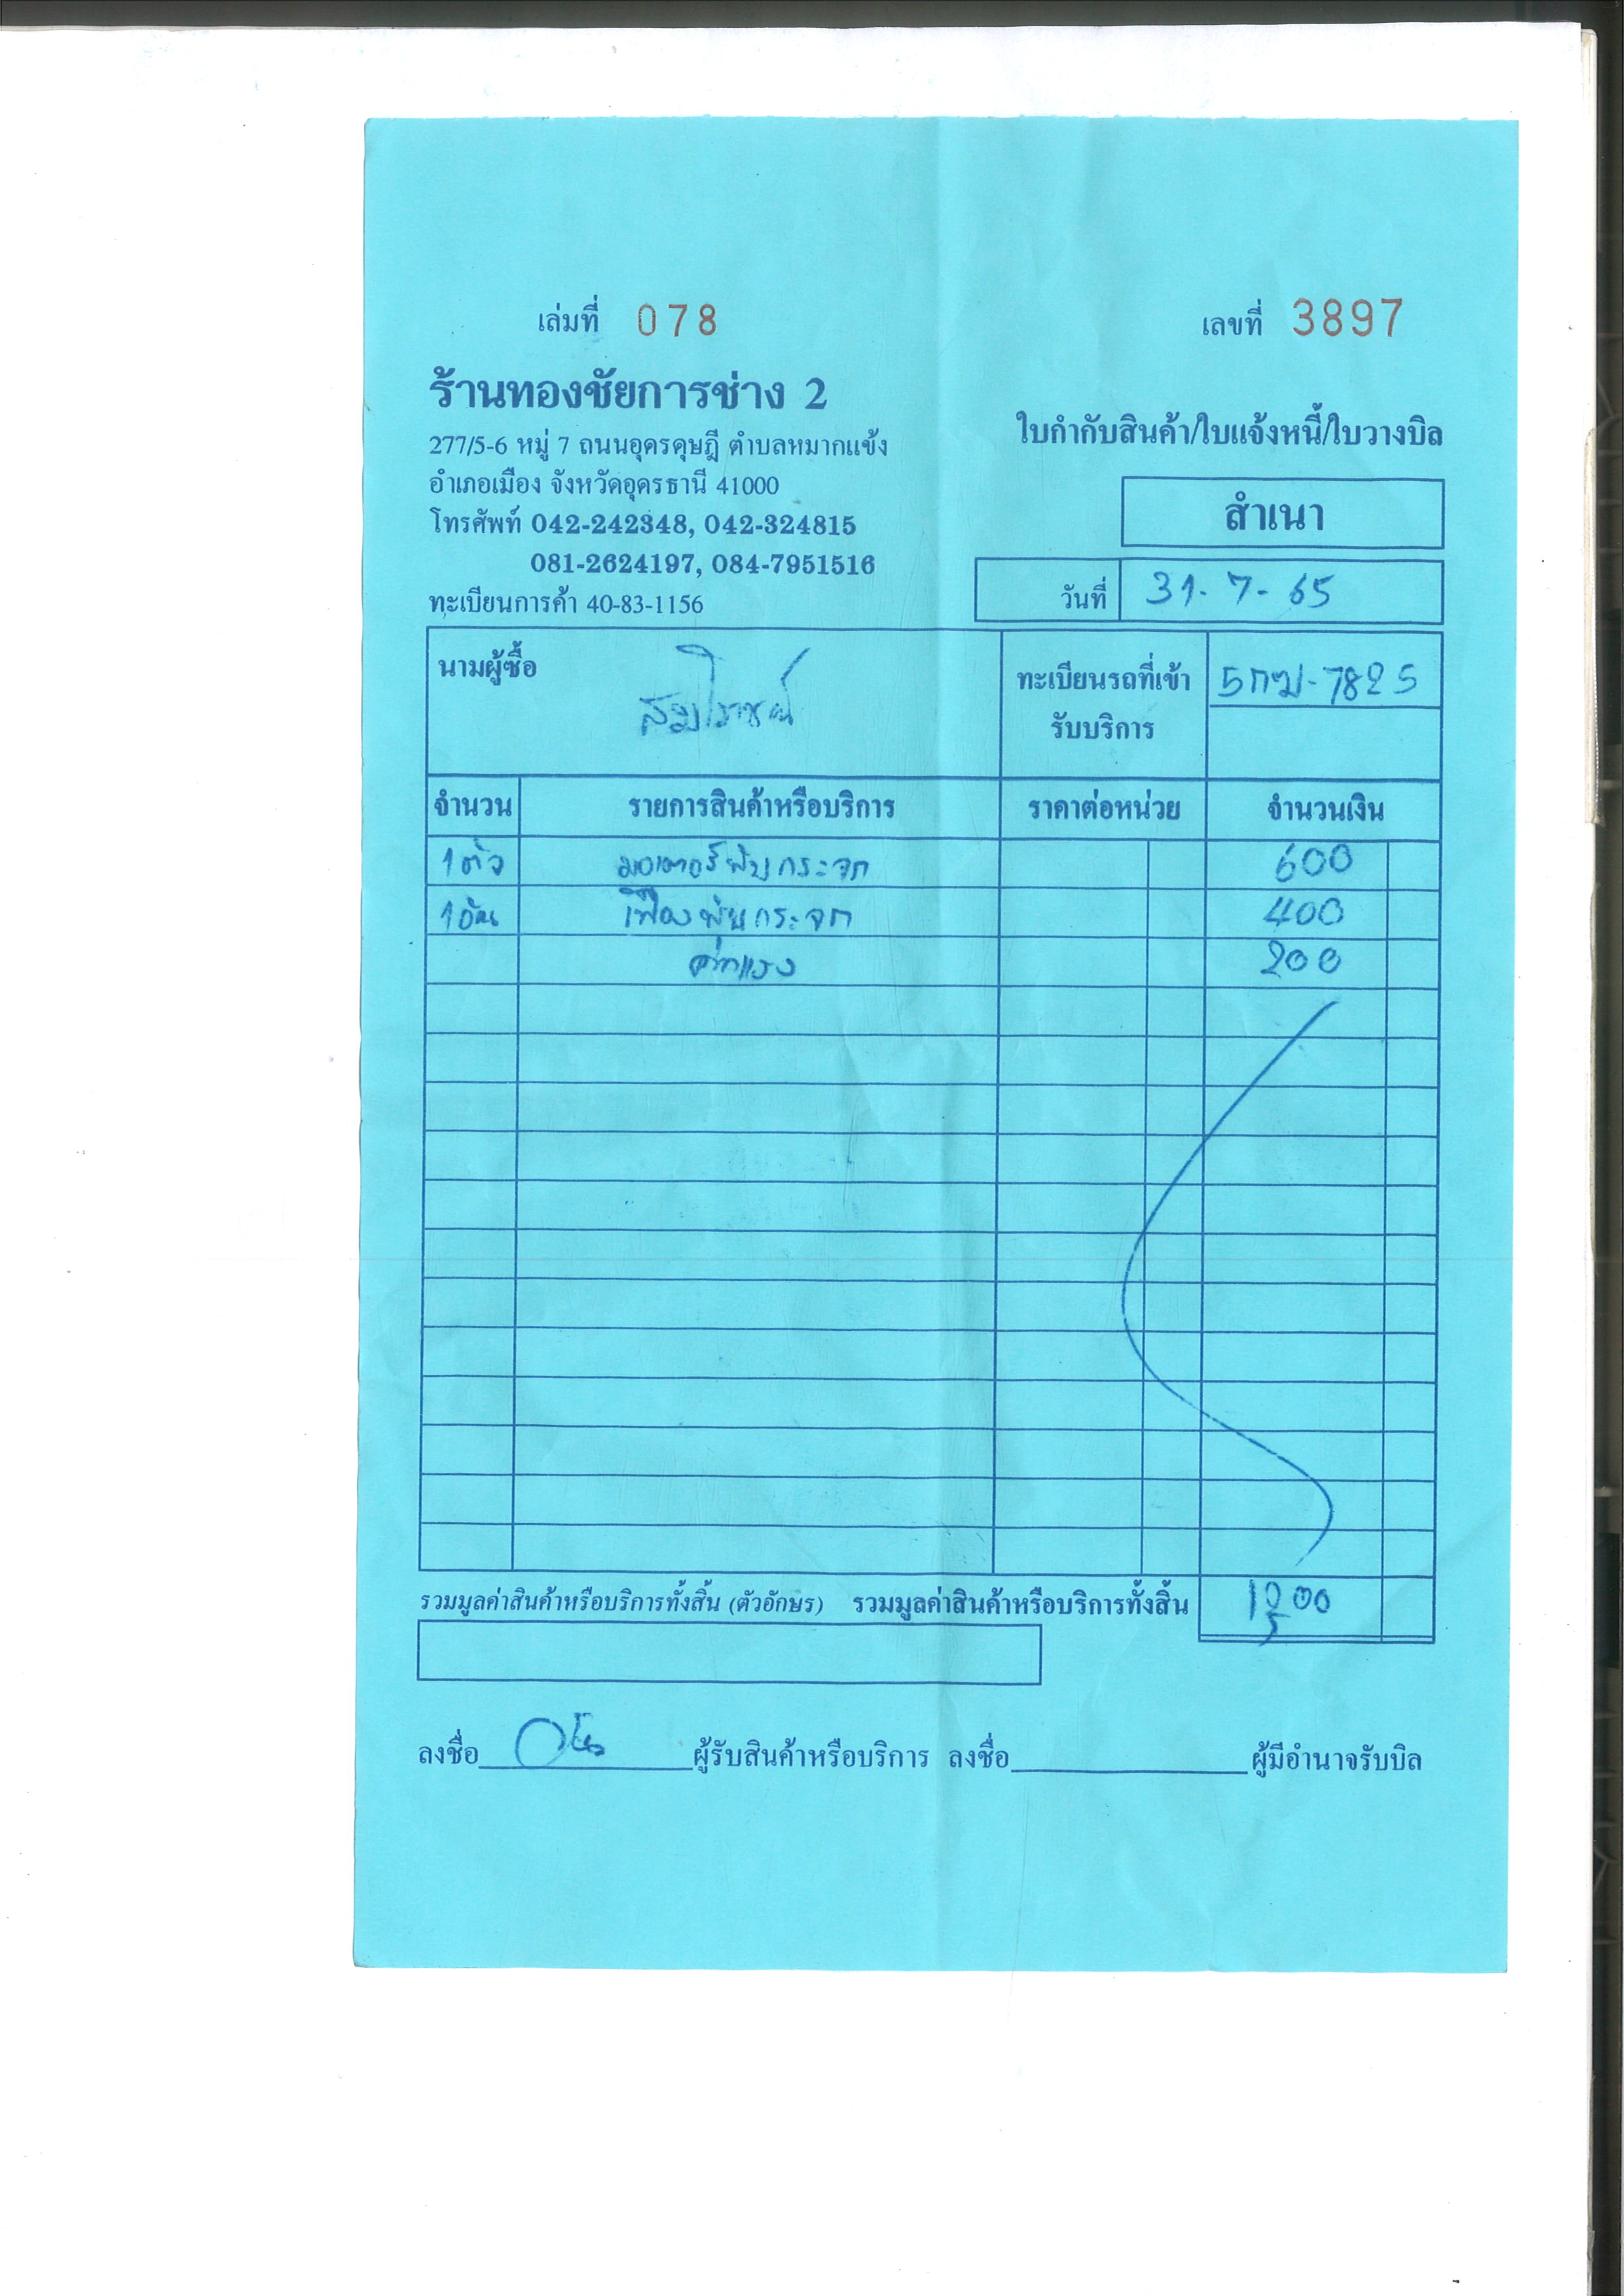 เล่มที่ 078 เลขที่ 3897
ร้านทองชัยการช่าง 2
277/5-6 หมู่ 7 ถนนอุดรดุษฎี ตำบลหมากแข้ง
อำเภอเมือง จังหวัดอุดรธานี 41000
โทรศัพท์ 042-242348, 042-324815
081-2624197, 084-7951516
ทะเบียนการค้า 40-83-1156
ใบกำกับสินค้า/ใบแจ้งหนี้/ใบวางบิล
สำเนา
วันที่ 31-7-65
นามผู้ซื้อ
ทะเบียนรถที่เข้า
รับบริการ
จำนวน รายการสินค้าหรือบริการ ราคาต่อหน่วย จำนวนเงิน
1 ตัว มอเตอร์พับกระจก 600
1 อัน เฟืองพับกระจก 400
ค่าแรง 200
รวมมูลค่าสินค้าหรือบริการทั้งสิ้น (ตัวอักษร) รวมมูลค่าสินค้าหรือบริการทั้งสิ้น
ลงชื่อ ผู้รับสินค้าหรือบริการ ลงชื่อ ผู้มีอำนาจรับบิล